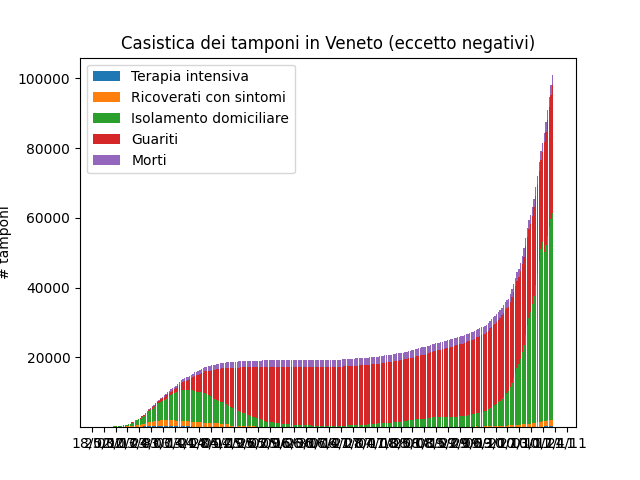 Casistica dei tamponi in Veneto (eccetto negativi)
Terapia intensiva
Ricoverati con sintomi
Isolamento domiciliare
Guariti
Morti
100000
80000
60000
40000
20000
# tamponi